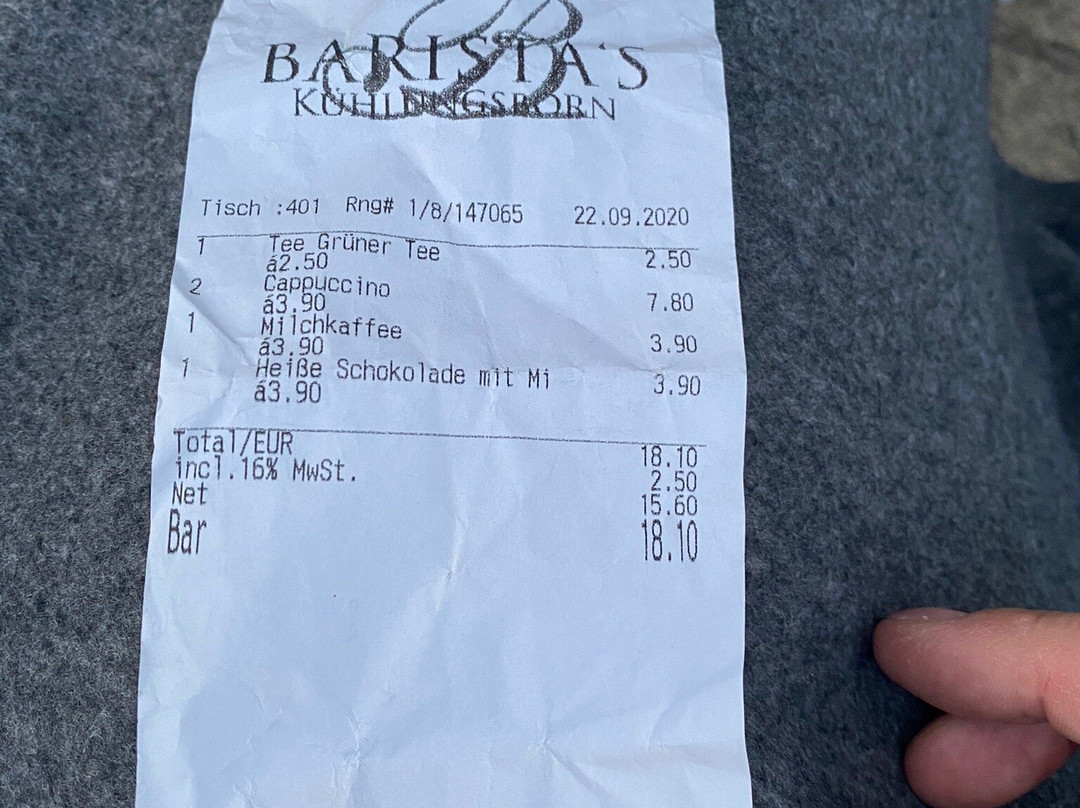 BARISTA'S
KÜHLUNGSBORN
Tisch :401 Rng# 1/8/147065 22.09.2020
1 Tee Grüner Tee 2.50
á2.50
2 Cappuccino 7.80
á3.90
1 Milchkaffee 3.90
á3.90
1 Heiße Schokolade mit Mi 3.90
á3.90
Total/EUR 18.10
incl.16% MwSt. 2.50
Net 15.60
Bar 18.10